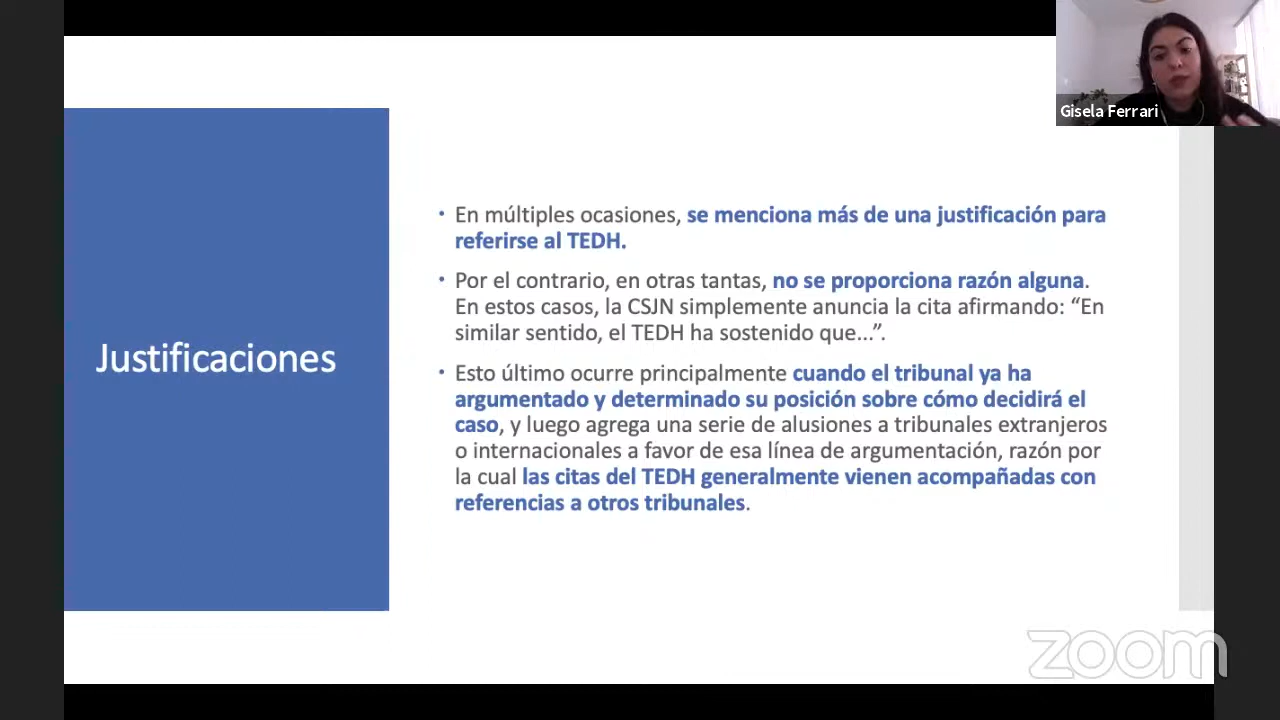 Gisela Ferrari
Justificaciones
• En múltiples ocasiones, se menciona más de una justificación para
referirse al TEDH.
• Por el contrario, en otras tantas, no se proporciona razón alguna.
En estos casos, la CSJN simplemente anuncia la cita afirmando: “En
similar sentido, el TEDH ha sostenido que...”.
• Esto último ocurre principalmente cuando el tribunal ya ha
argumentado y determinado su posición sobre cómo decidirá el
caso, y luego agrega una serie de alusiones a tribunales extranjeros
o internacionales a favor de esa línea de argumentación, razón por
la cual las citas del TEDH generalmente vienen acompañadas con
referencias a otros tribunales.
zoom